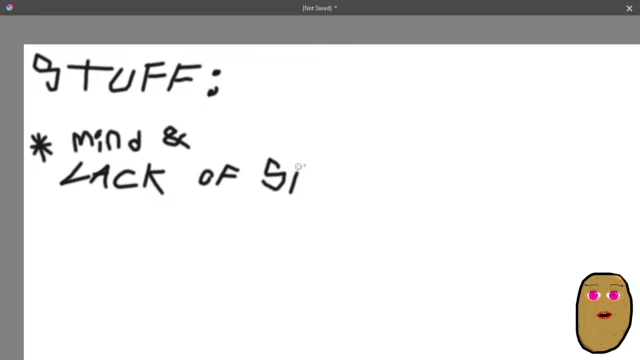 [Not Saved] *
STUFF:
* mind &
LACK OF SI